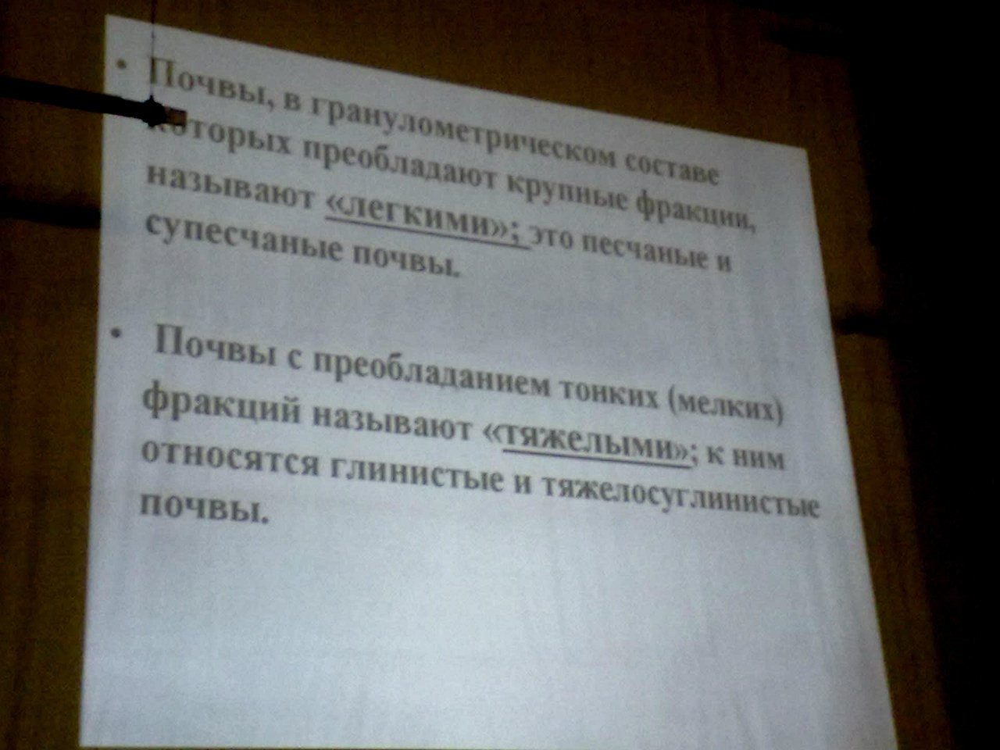 • Почвы, в гранулометрическом составе
которых преобладают крупные фракции,
называют «легкими»; это песчаные и
супесчаные почвы.
• Почвы с преобладанием тонких (мелких)
фракций называют «тяжелыми»; к ним
относятся глинистые и тяжелосуглинистые
почвы.